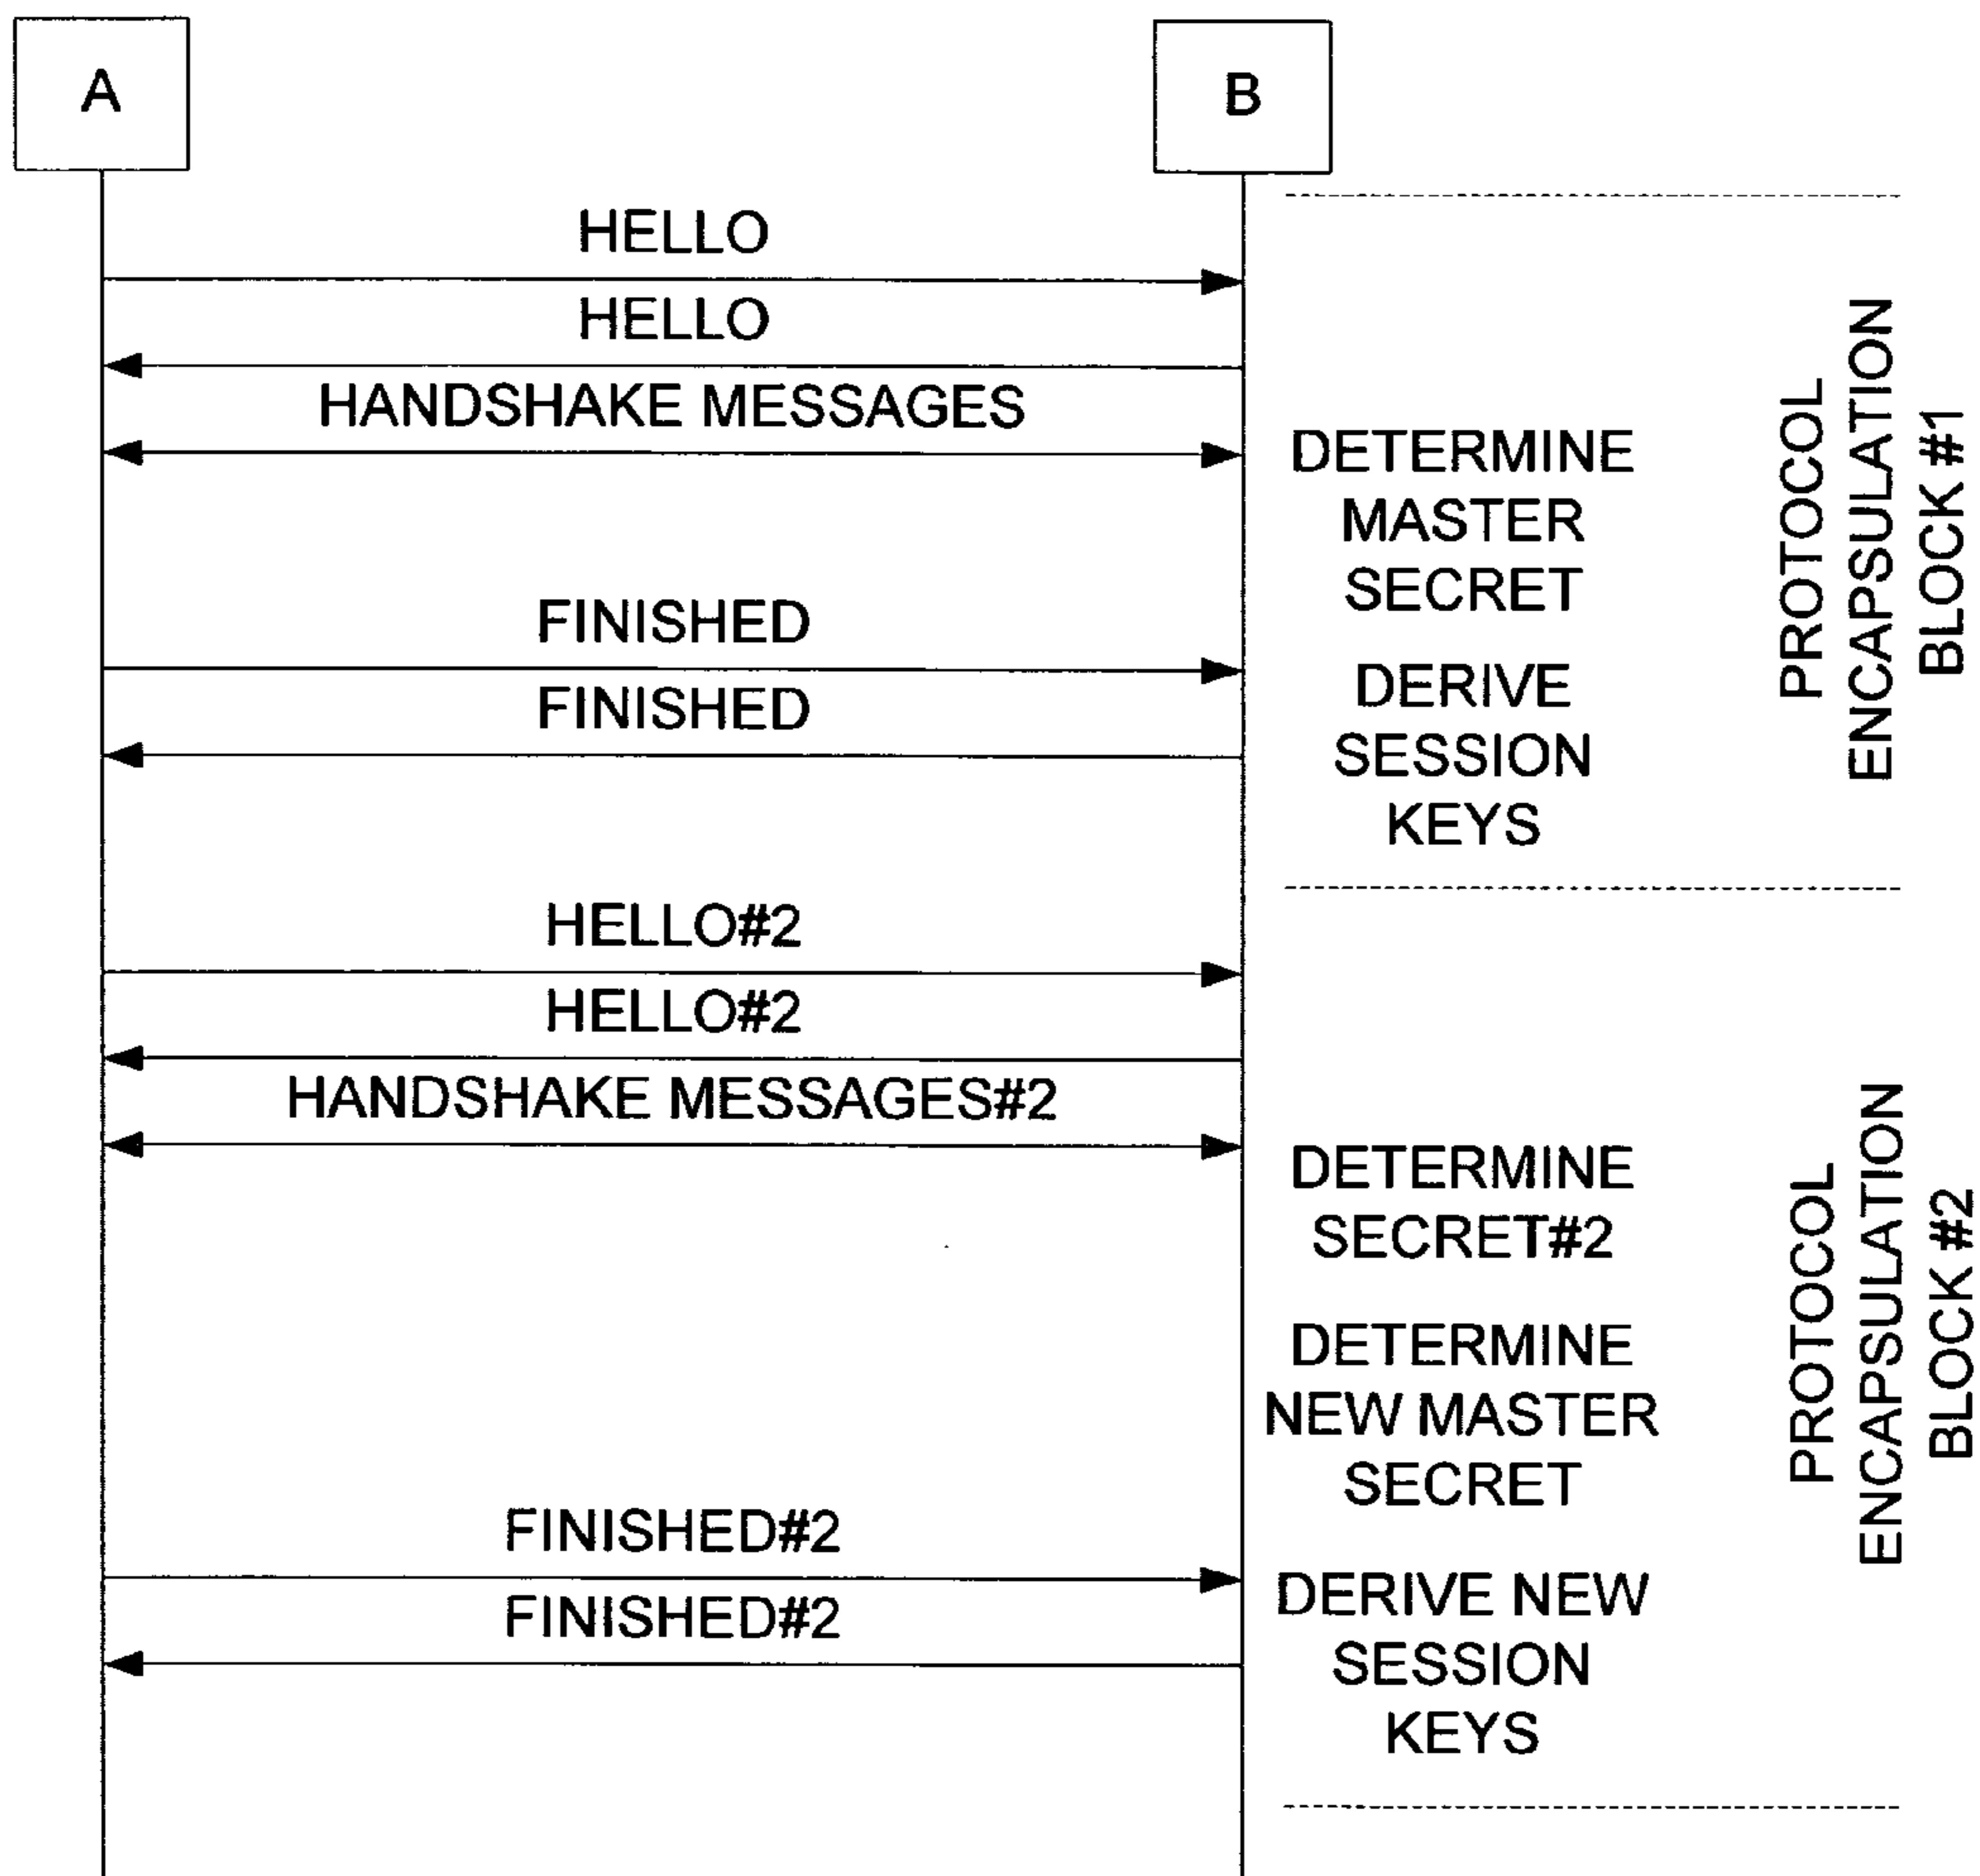 A
B
HELLO
HELLO
HANDSHAKE MESSAGES
DETERMINE
MASTER
SECRET
FINISHED
DERIVE
SESSION
KEYS
FINISHED
PROTOCOL
ENCAPSULATION
BLOCK #1
HELLO#2
HELLO#2
HANDSHAKE MESSAGES#2
DETERMINE
SECRET#2
DETERMINE
NEW MASTER
SECRET
FINISHED#2
DERIVE NEW
SESSION
KEYS
FINISHED#2
PROTOCOL
ENCAPSULATION
BLOCK #2